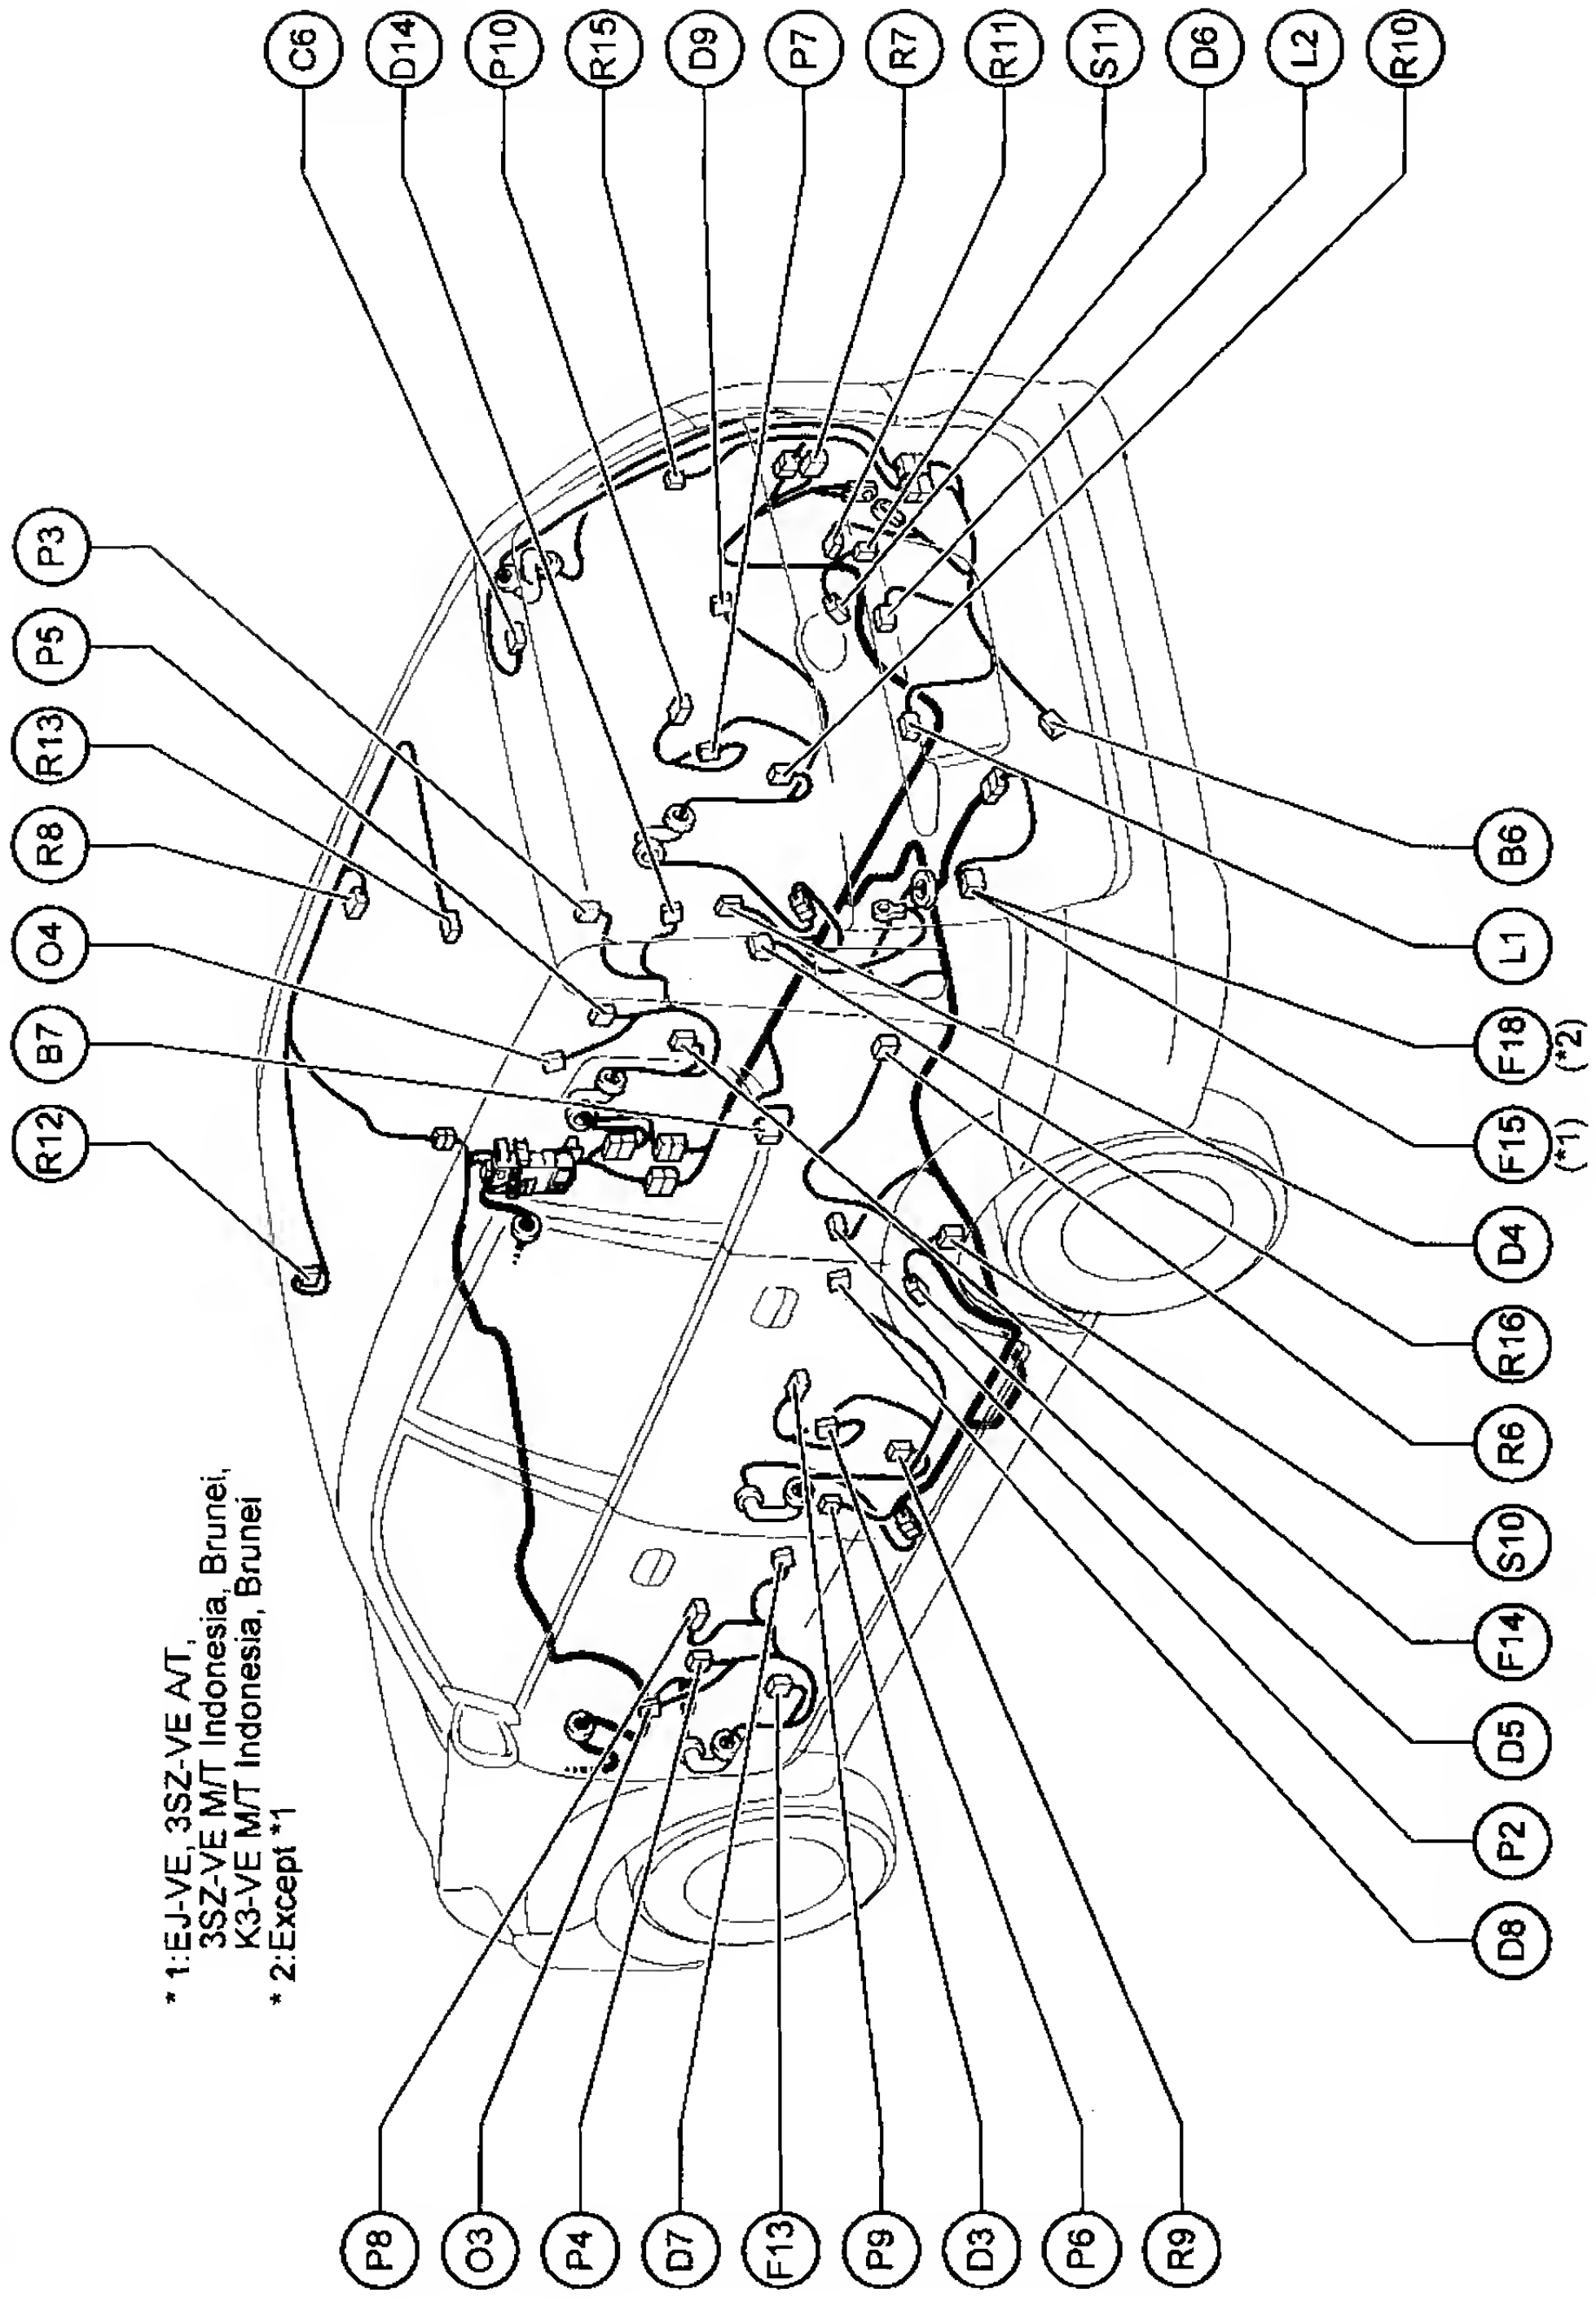 C6
D14
P10
R15
D9
P7
R7
R11
S11
D6
L2
R10
P3
P5
R13
R8
O4
B7
R12
B6
L1
F18
(*2)
F15
(*1)
D4
R16
R6
S10
F14
D5
P2
D8
* 1:EJ-VE, 3SZ-VE A/T,
3SZ-VE M/T Indonesia, Brunei,
K3-VE M/T Indonesia, Brunei
* 2:Except *1
P8
O3
P4
D7
F13
P9
D3
P6
R9